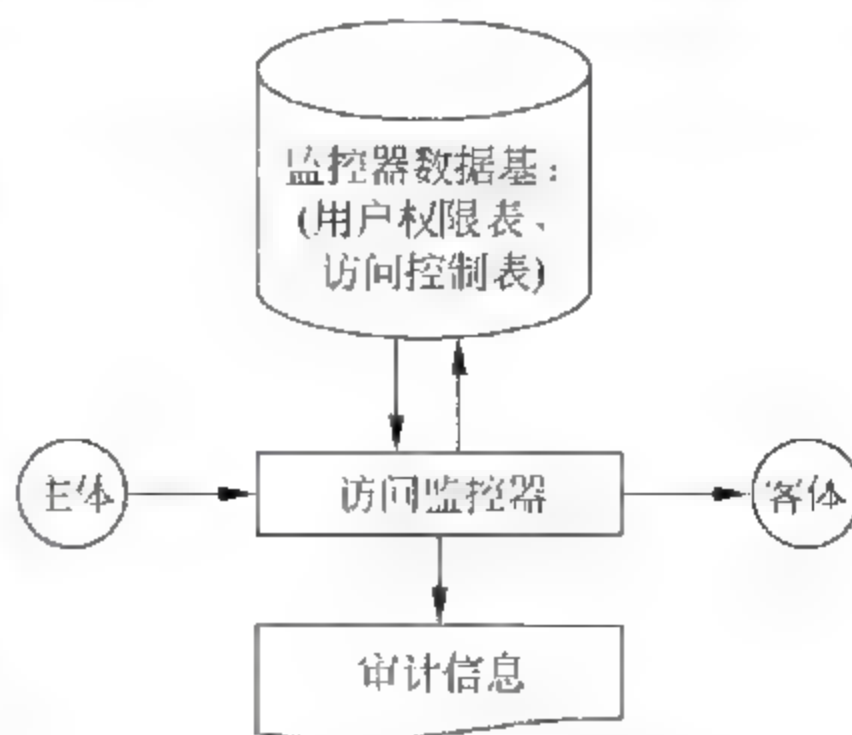 监控器数据基：
(用户权限表、
访问控制表)
主体
访问监控器
客体
审计信息